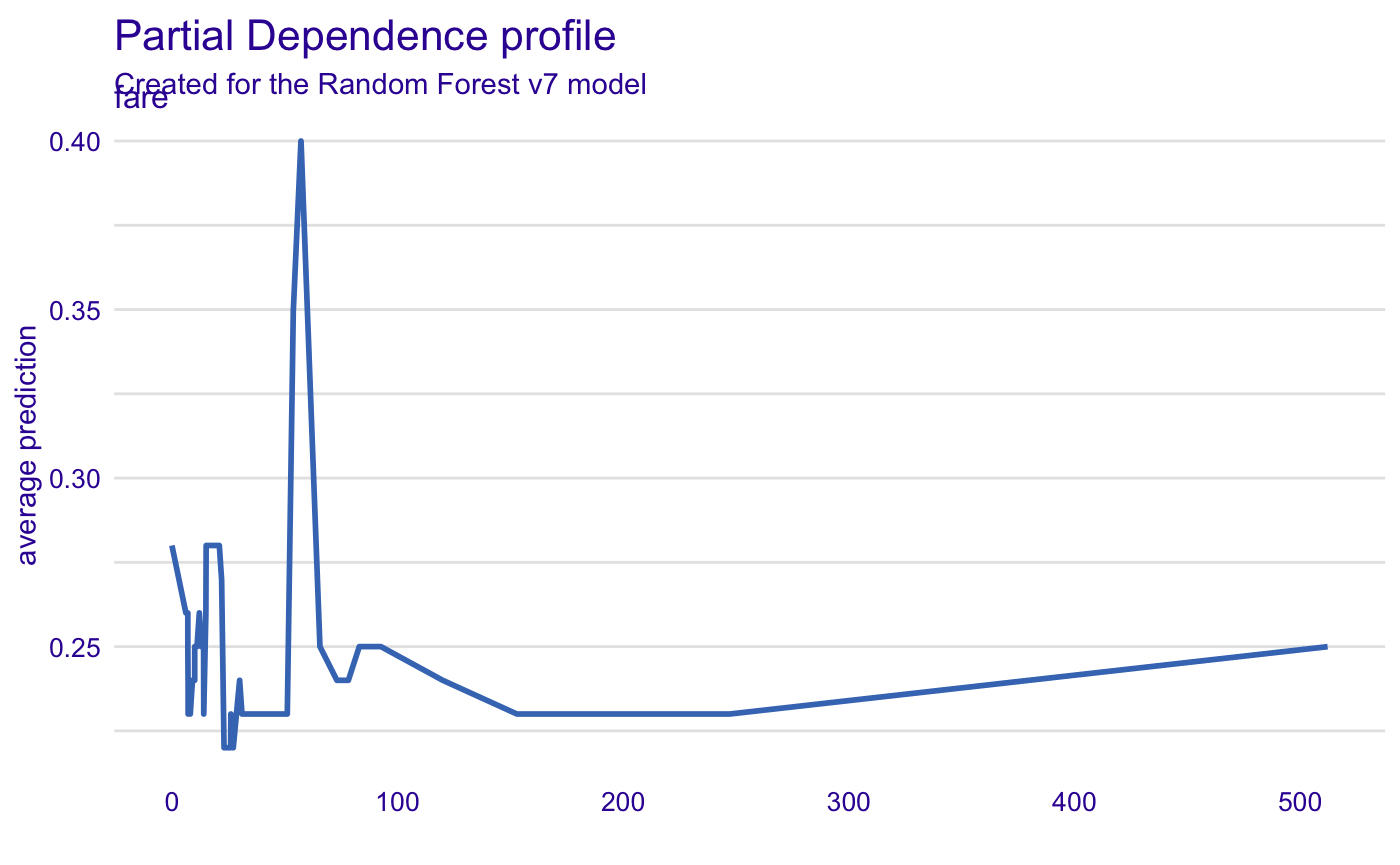 Partial Dependence profile
Created for the Random Forest v7 model
fare
0.40
0.35
0.30
0.25
average prediction
0 100 200 300 400 500